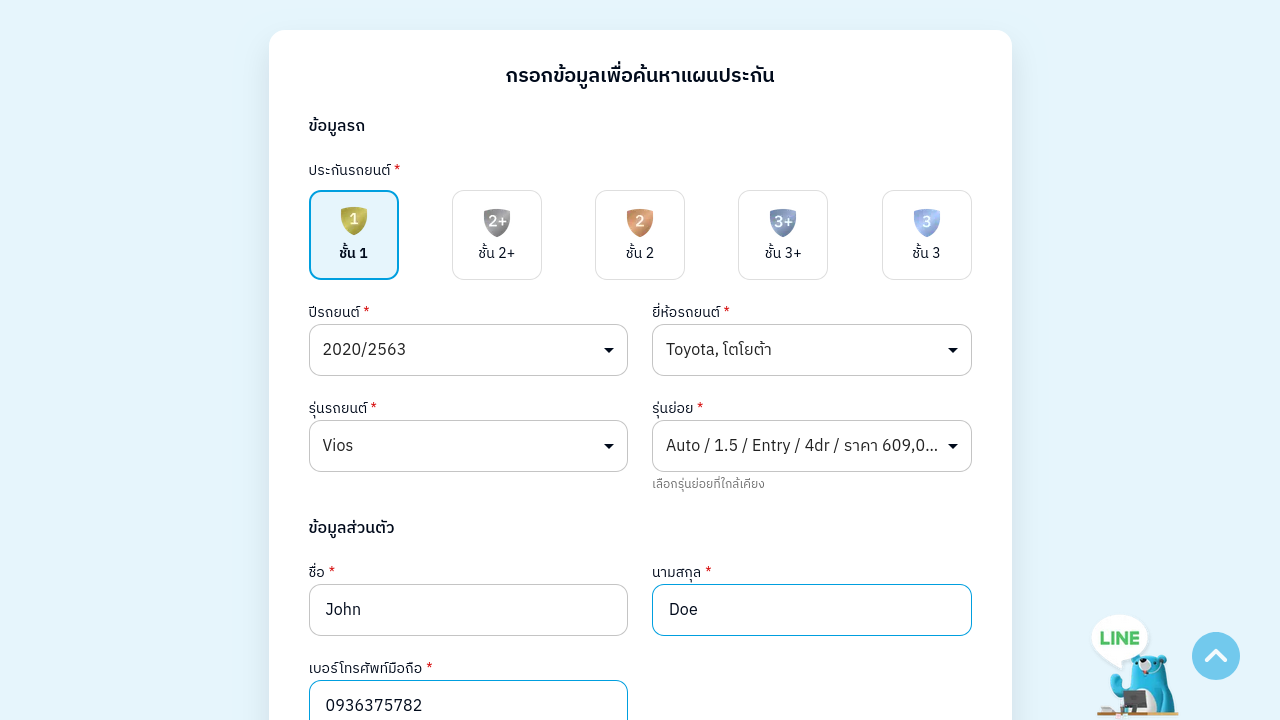 กรอกข้อมูลเพื่อค้นหาแผนประกัน
ข้อมูลรถ
ประกันรถยนต์ *
1 2+ 2 3+ 3
ชั้น 1 ชั้น 2+ ชั้น 2 ชั้น 3+ ชั้น 3
ปีรถยนต์ * ยี่ห้อรถยนต์ *
2020/2563 Toyota, โตโยต้า
รุ่นรถยนต์ * รุ่นย่อย *
Vios Auto / 1.5 / Entry / 4dr / ราคา 609,0...
เลือกรุ่นย่อยที่ใกล้เคียง
ข้อมูลส่วนตัว
ชื่อ * นามสกุล *
John Doe
LINE
เบอร์โทรศัพท์มือถือ *
0936375782